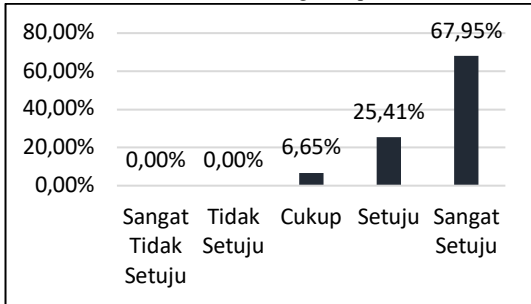 80,00%
60,00%
40,00%
20,00%
0,00%
0,00%
0,00%
6,65%
25,41%
67,95%
Sangat
Tidak
Setuju
Tidak
Setuju
Cukup
Setuju
Sangat
Setuju